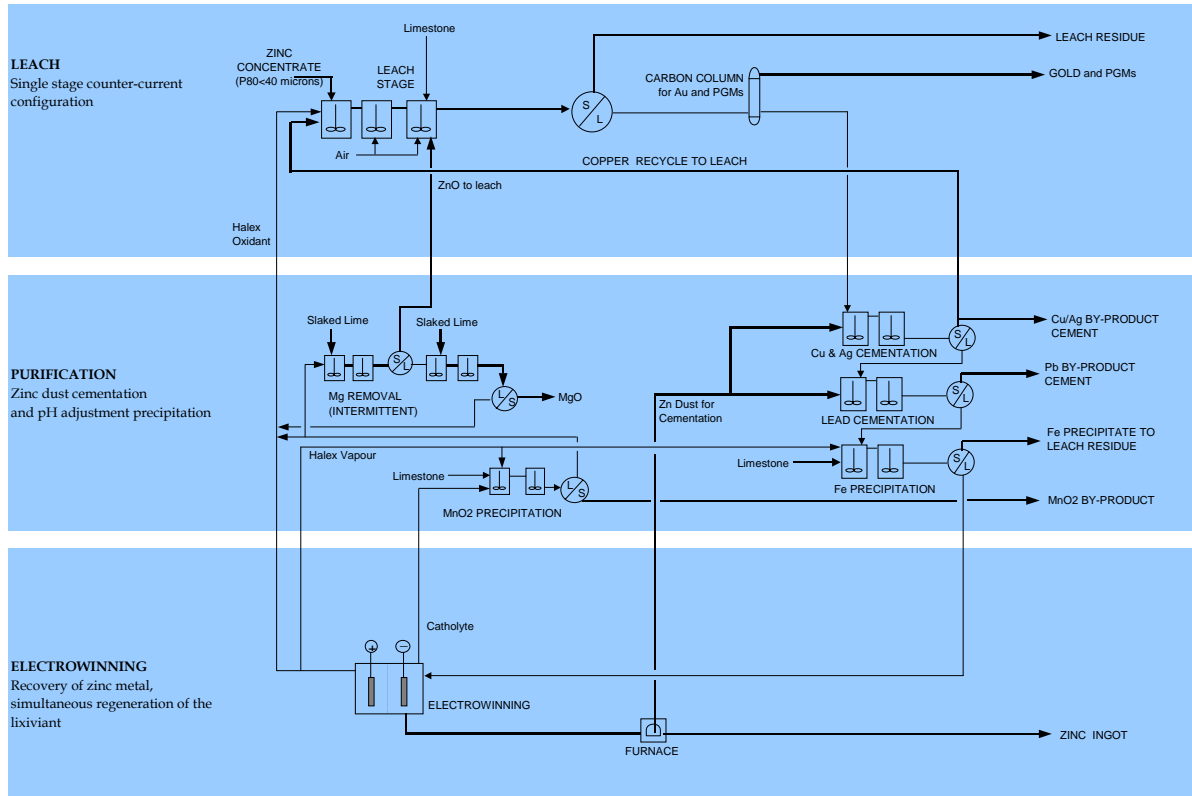 LEACH
Single stage counter-current
configuration
ZINC
CONCENTRATE
(P80<40 microns)
LEACH
STAGE
Limestone
Air
S
L
CARBON COLUMN
for Au and PGMs
LEACH RESIDUE
GOLD and PGMs
COPPER RECYCLE TO LEACH
ZnO to leach
Halex
Oxidant
PURIFICATION
Zinc dust cementation
and pH adjustment precipitation
Slaked Lime
Slaked Lime
S
L
Mg REMOVAL
(INTERMITTENT)
L
S
MgO
Halex Vapour
Limestone
MnO2 PRECIPITATION
L
S
Zn Dust for
Cementation
Cu & Ag CEMENTATION
S
L
Cu/Ag BY-PRODUCT
CEMENT
LEAD CEMENTATION
S
L
Pb BY-PRODUCT
CEMENT
Limestone
Fe PRECIPITATION
S
L
Fe PRECIPITATE TO
LEACH RESIDUE
MnO2 BY-PRODUCT
ELECTROWINNING
Recovery of zinc metal,
simultaneous regeneration of the
lixiviant
Catholyte
+
−
ELECTROWINNING
FURNACE
ZINC INGOT